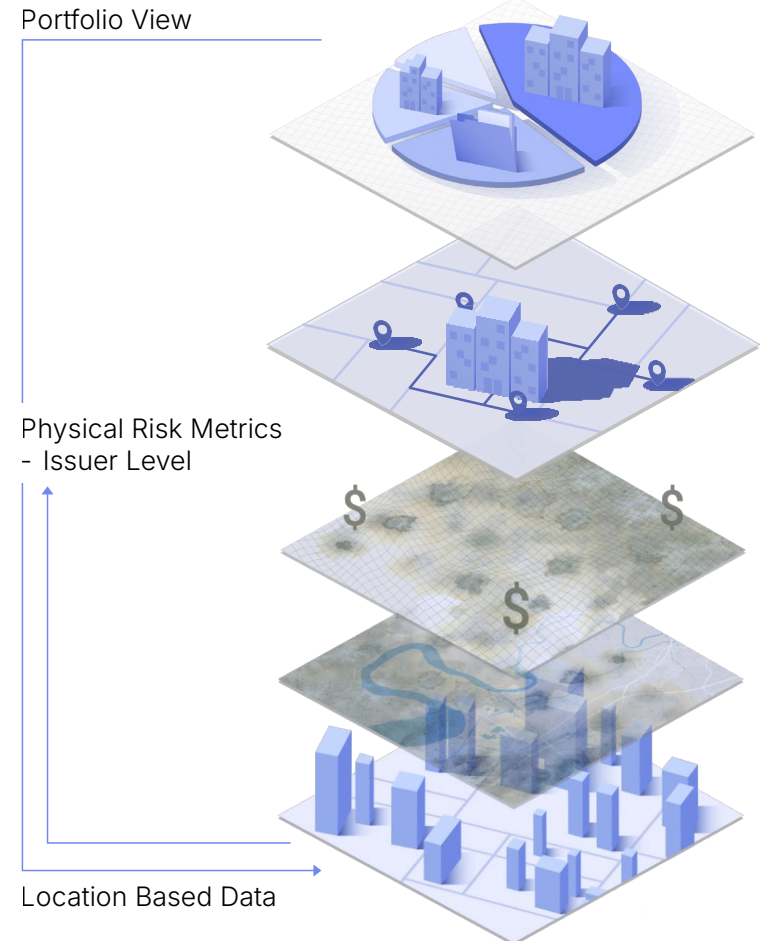 Portfolio View
Physical Risk Metrics
- Issuer Level
$ $
$
Location Based Data